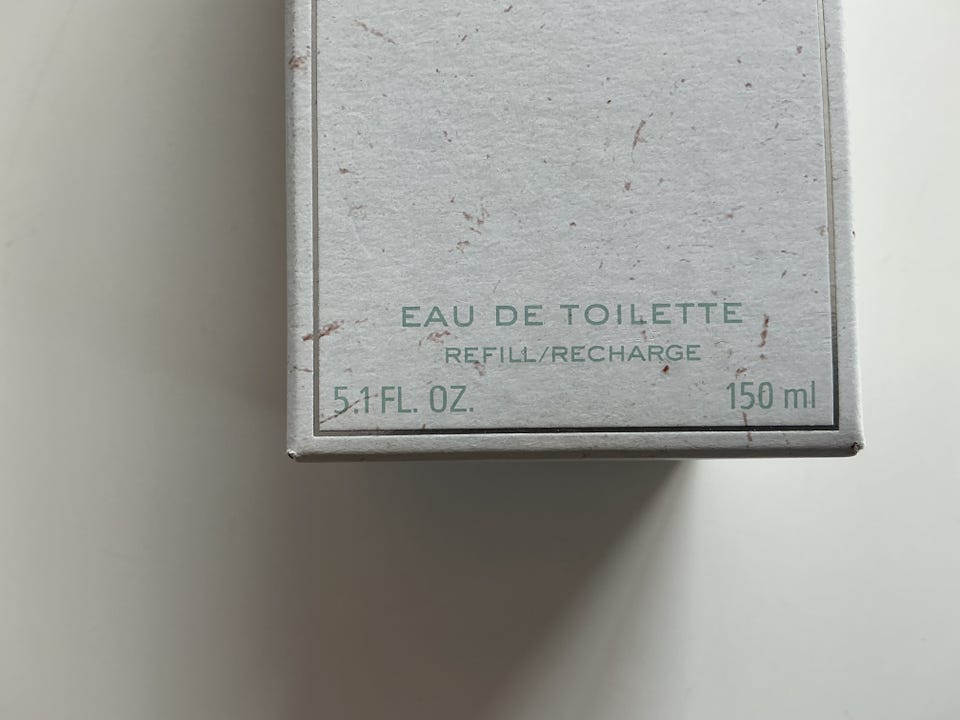 EAU DE TOILETTE
REFILL/RECHARGE
5.1 FL. OZ. 150 ml